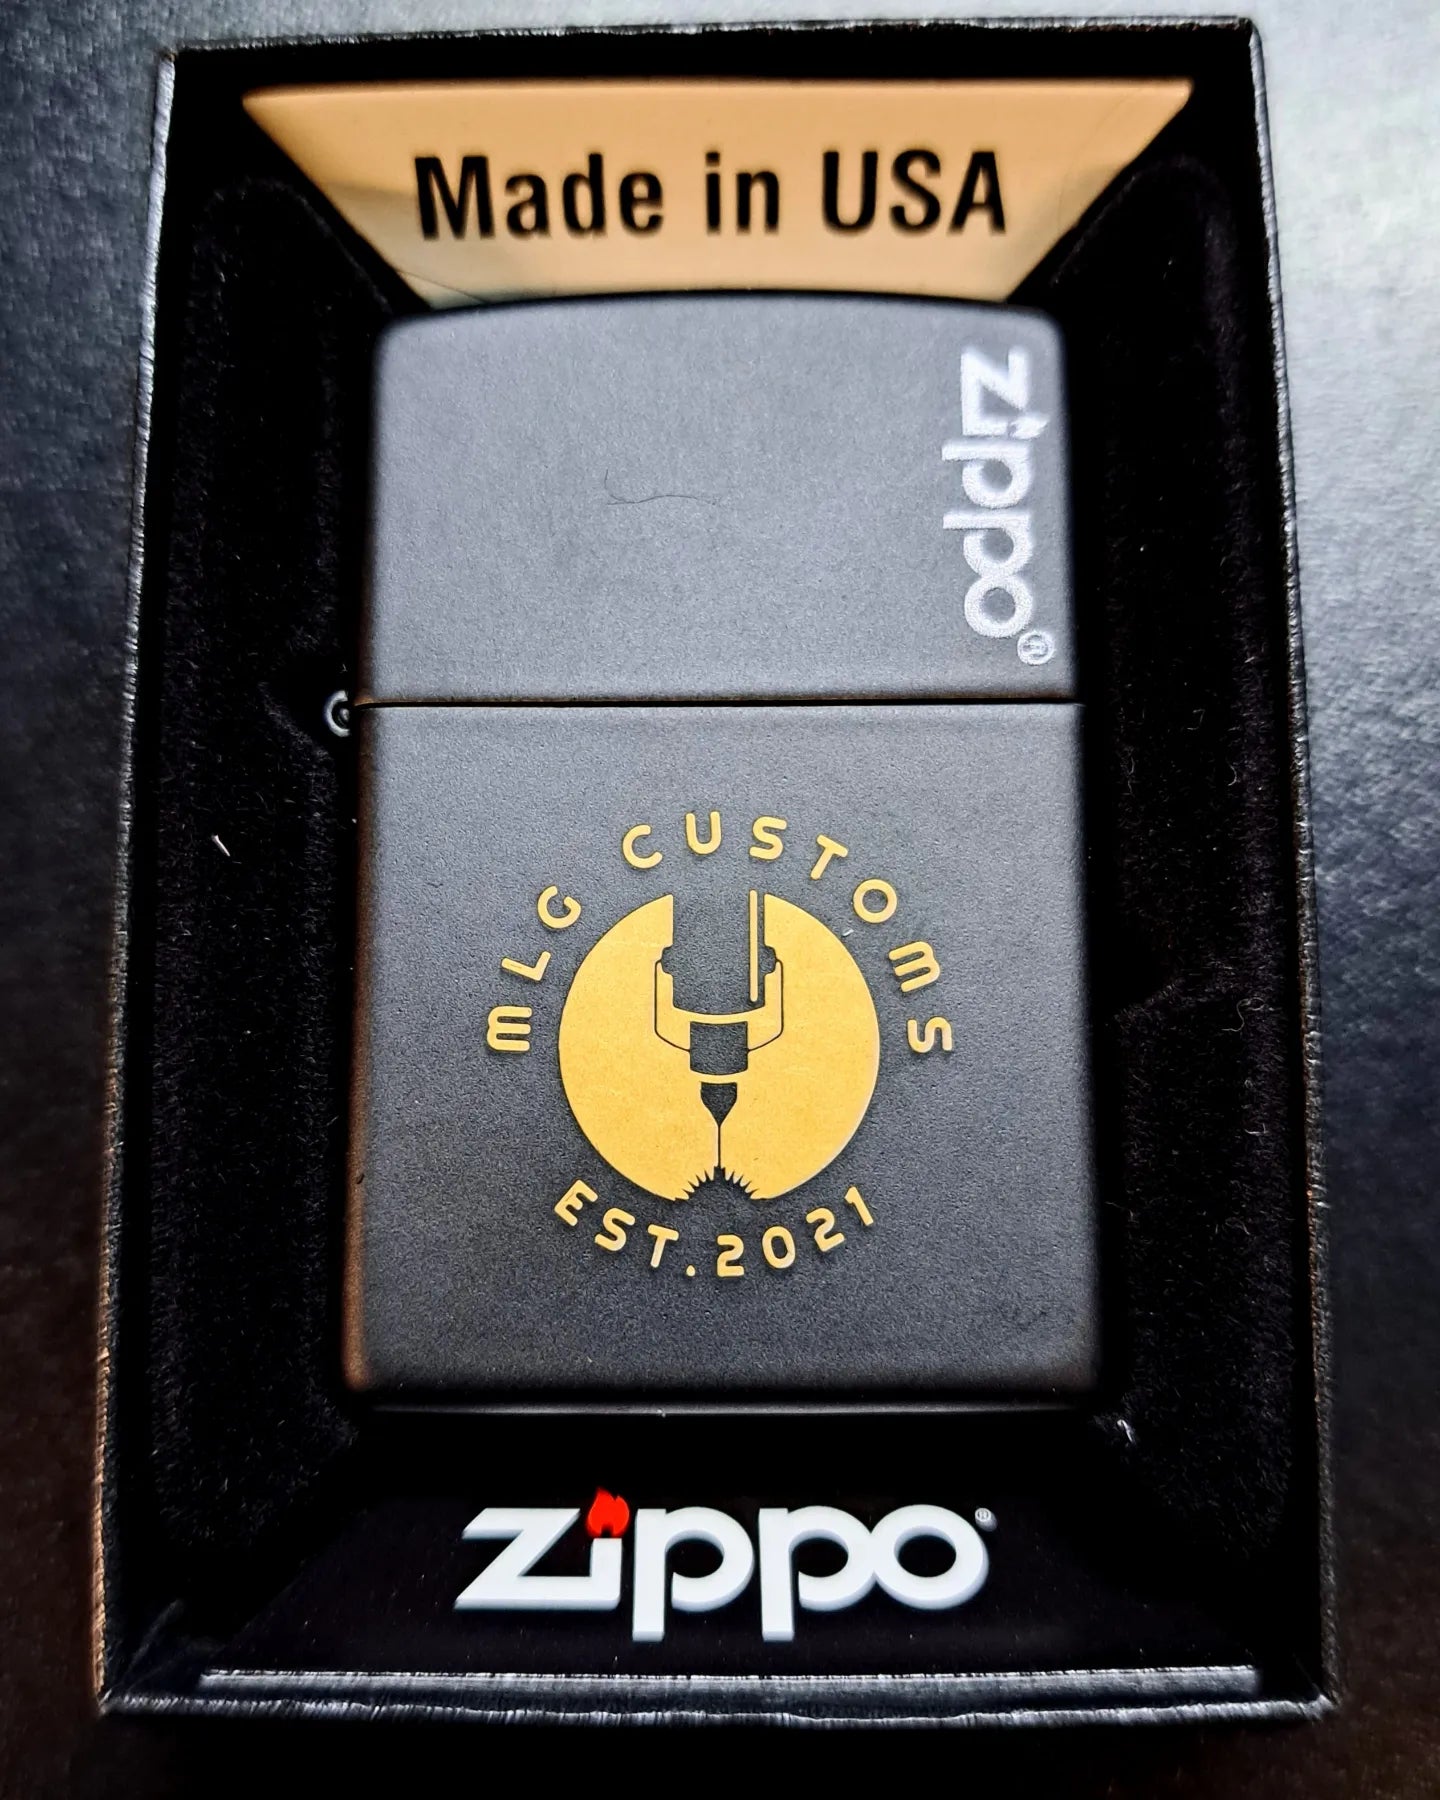 Made in USA
zippo®
MLG CUSTOMS
EST.2021
zippo®